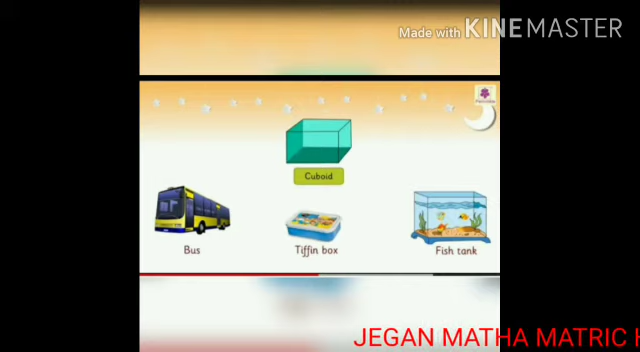 Made with KINEMASTER
Cuboid
Bus
Tiffin box
Fish tank
JEGAN MATHA MATRIC